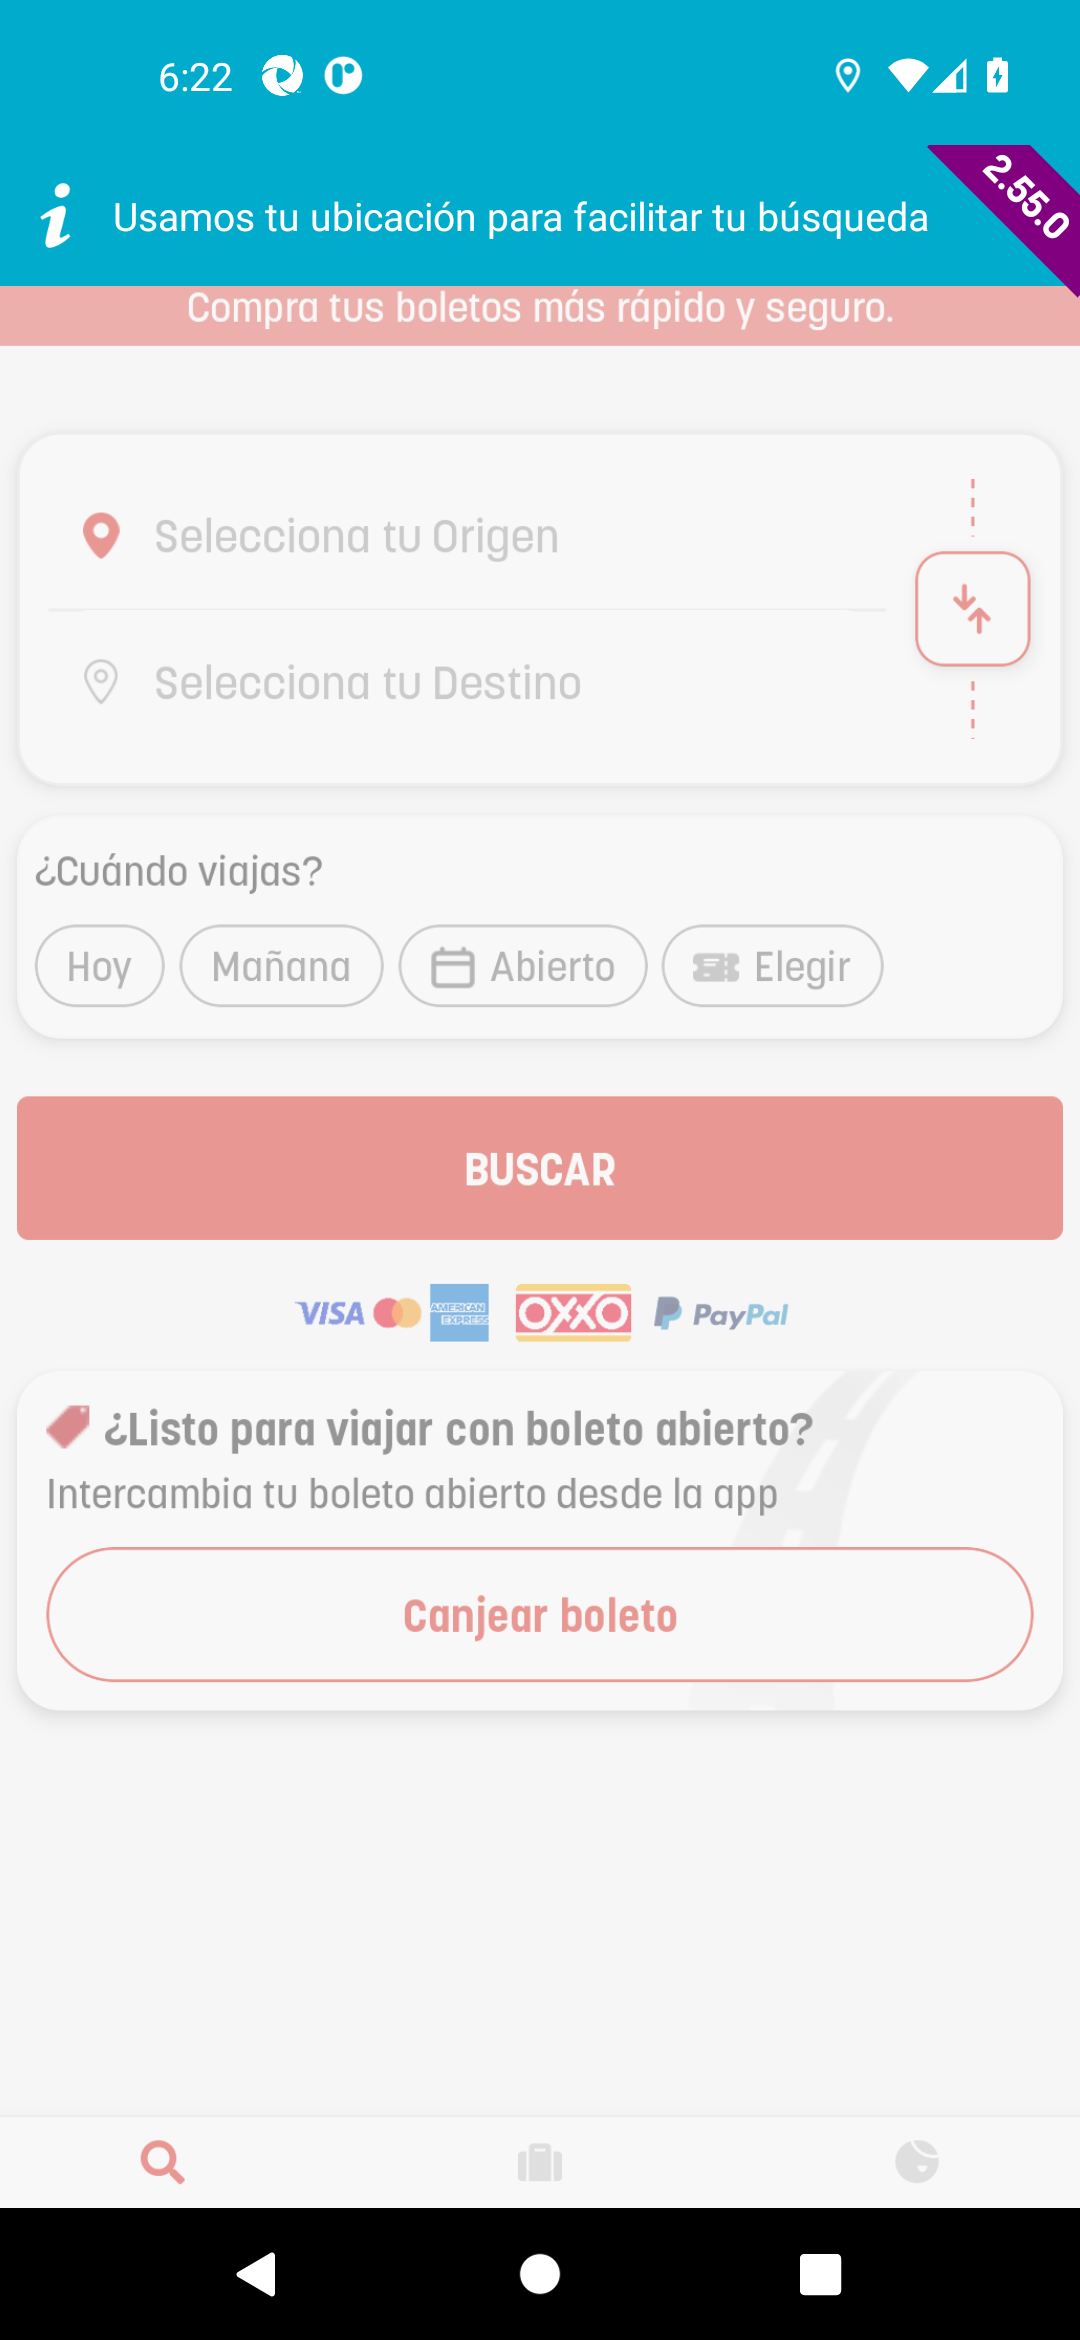 6:22
2.55.0
Usamos tu ubicación para facilitar tu búsqueda
Compra tus boletos más rápido y seguro.
Selecciona tu Origen
Selecciona tu Destino
¿Cuándo viajas?
Hoy Mañana Abierto Elegir
BUSCAR
VISA AMERICAN EXPRESS OXXO PayPal
¿Listo para viajar con boleto abierto?
Intercambia tu boleto abierto desde la app
Canjear boleto